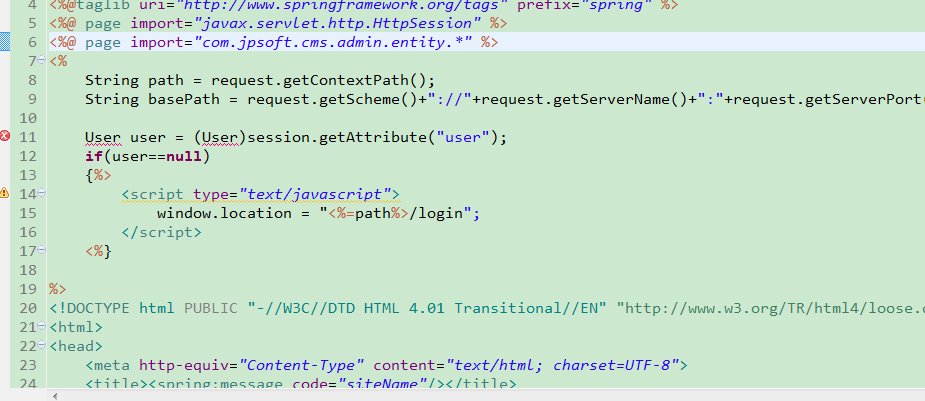 4 <%@taglib uri="http://www.springframework.org/tags" prefix="spring" %>
5 <%@ page import="javax.servlet.http.HttpSession" %>
6 <%@ page import="com.jpsoft.cms.admin.entity.*" %>
7 <%
8 String path = request.getContextPath();
9 String basePath = request.getScheme()+"://"+request.getServerName()+":"+request.getServerPort(
10
11 User user = (User)session.getAttribute("user");
12 if(user==null)
13 {%>
14 <script type="text/javascript">
15 window.location = "<%=path%>/login";
16 </script>
17 <%}
18
19 %>
20 <!DOCTYPE html PUBLIC "-//W3C//DTD HTML 4.01 Transitional//EN" "http://www.w3.org/TR/html4/loose.
21 <html>
22 <head>
23 <meta http-equiv="Content-Type" content="text/html; charset=UTF-8">
24 <title><spring:message code="siteName"/></title>